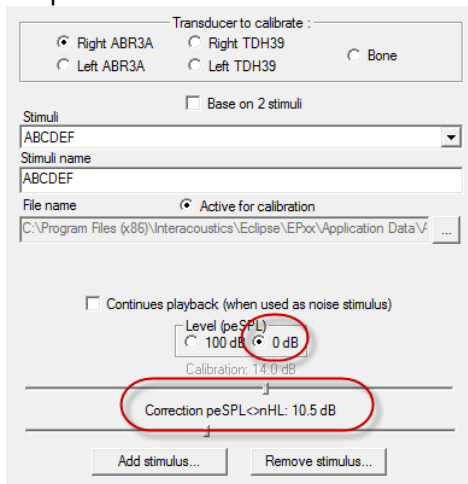 Transducer to calibrate :
Right ABR3A Right TDH39
Bone
Left ABR3A Left TDH39
Base on 2 stimuli
Stimuli
ABCDEF
Stimuli name
ABCDEF
File name Active for calibration
C:\Program Files (x86)\Interacoustics\Eclipse\EPxx\Application Data\ ...
Continues playback (when used as noise stimulus)
Level (peSPL)
100 dB 0 dB
Calibration: 14.0 dB
Correction peSPL<>nHL: 10.5 dB
Add stimulus... Remove stimulus...